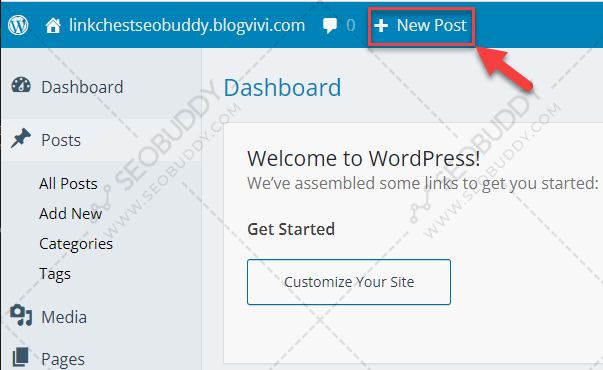 linkchestseobuddy.blogvivi.com 0 + New Post
Dashboard
Posts
All Posts
Add New
Categories
Tags
Media
Pages
Dashboard
Welcome to WordPress!
We've assembled some links to get you started:
Get Started
Customize Your Site
SEOBUDDY
WWW.SEOBUDDY.COM
SEOBUDDY
WWW.SEOBUDDY.COM